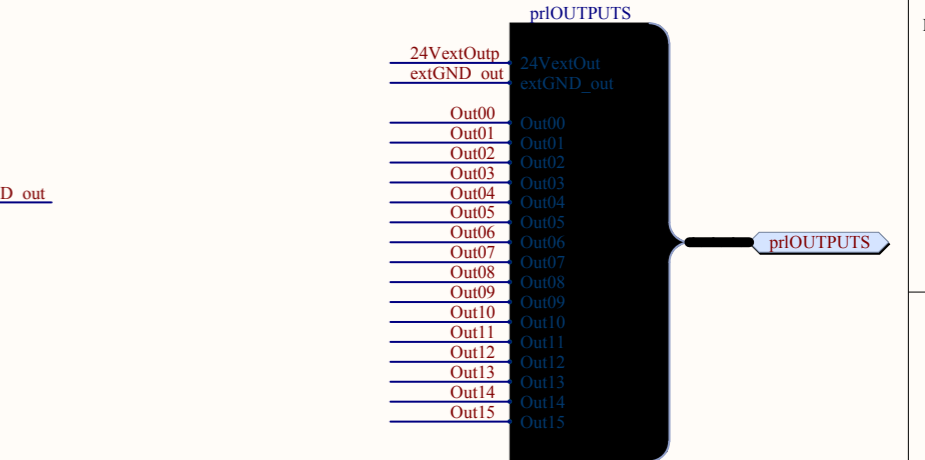 prlOUTPUTS
24VextOutp
24VextOut
extGND_out
extGND_out
Out00
Out00
Out01
Out01
Out02
Out02
Out03
Out03
D_out
Out04
Out04
Out05
Out05
Out06
Out06
prlOUTPUTS
Out07
Out07
Out08
Out08
Out09
Out09
Out10
Out10
Out11
Out11
Out12
Out12
Out13
Out13
Out14
Out14
Out15
Out15